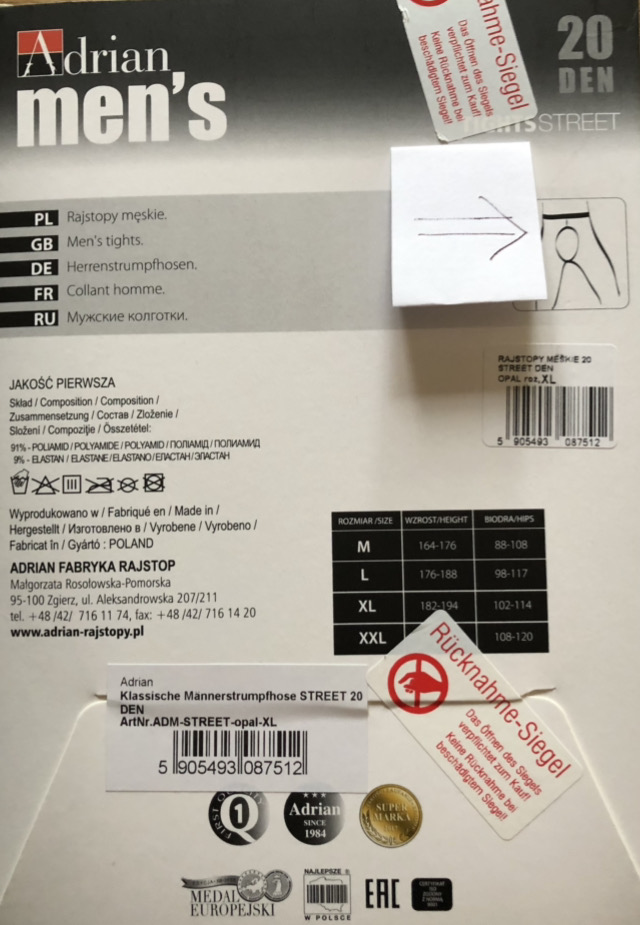 Adrian
men's
20
DEN
STREET
Rücknahme-Siegel
Das Öffnen des Siegels
verpflichtet zum Kauf!
Keine Rücknahme bei
beschädigtem Siegel!
PL Rajstopy męskie.
GB Men's tights.
DE Herrenstrumpfhosen.
FR Collant homme.
RU Мужские колготки.
RAJSTOPY MĘSKIE 20
STREET DEN
OPAL roz.XL
5 905493 087512
JAKOŚĆ PIERWSZA
Skład / Composition / Composition /
Zusammensetzung / Состав / Zloženie /
Složení / Compoziţie / Összetétel:
91% - POLIAMID / POLYAMIDE / POLYAMID / ПОЛІАМІД / ПОЛИАМИД
9% - ELASTAN / ELASTANE / ELASTANO / ЕЛАСТАН / ЭЛАСТАН
Wyprodukowano w / Fabriqué en / Made in /
Hergestellt / Изготовлено в / Vyrobene / Vyrobeno /
Fabricat în / Gyártó : POLAND
ADRIAN FABRYKA RAJSTOP
Małgorzata Rosołowska-Pomorska
95-100 Zgierz, ul. Aleksandrowska 207/211
tel. +48 /42/ 716 11 74, fax: +48 /42/ 716 14 20
www.adrian-rajstopy.pl
ROZMIAR /SIZE WZROST/HEIGHT BIODRA/HIPS
M 164-176 88-108
L 176-188 98-117
XL 182-194 102-114
XXL 108-120
Adrian
Klassische Männerstrumpfhose STREET 20
DEN
ArtNr.ADM-STREET-opal-XL
5 905493 087512
Rücknahme-Siegel
Das Öffnen des Siegels
verpflichtet zum Kauf!
Keine Rücknahme bei
beschädigtem Siegel!
1
Adrian
SINCE
1984
SUPER
MARKA
MEDAL
EUROPEJSKI
NAJLEPSZE
W POLSCE
EAC